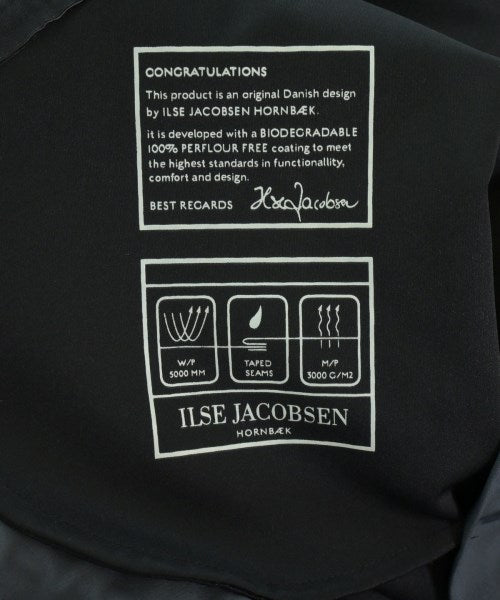 CONGRATULATIONS
This product is an original Danish design
by ILSE JACOBSEN HORNBÆK.
it is developed with a BIODEGRADABLE
100% PERFLOUR FREE coating to meet
the highest standards in functionallity,
comfort and design.
BEST REGARDS Ilse Jacobsen
W/P
5000 MM
TAPED
SEAMS
M/P
3000 G/M2
ILSE JACOBSEN
HORNBÆK